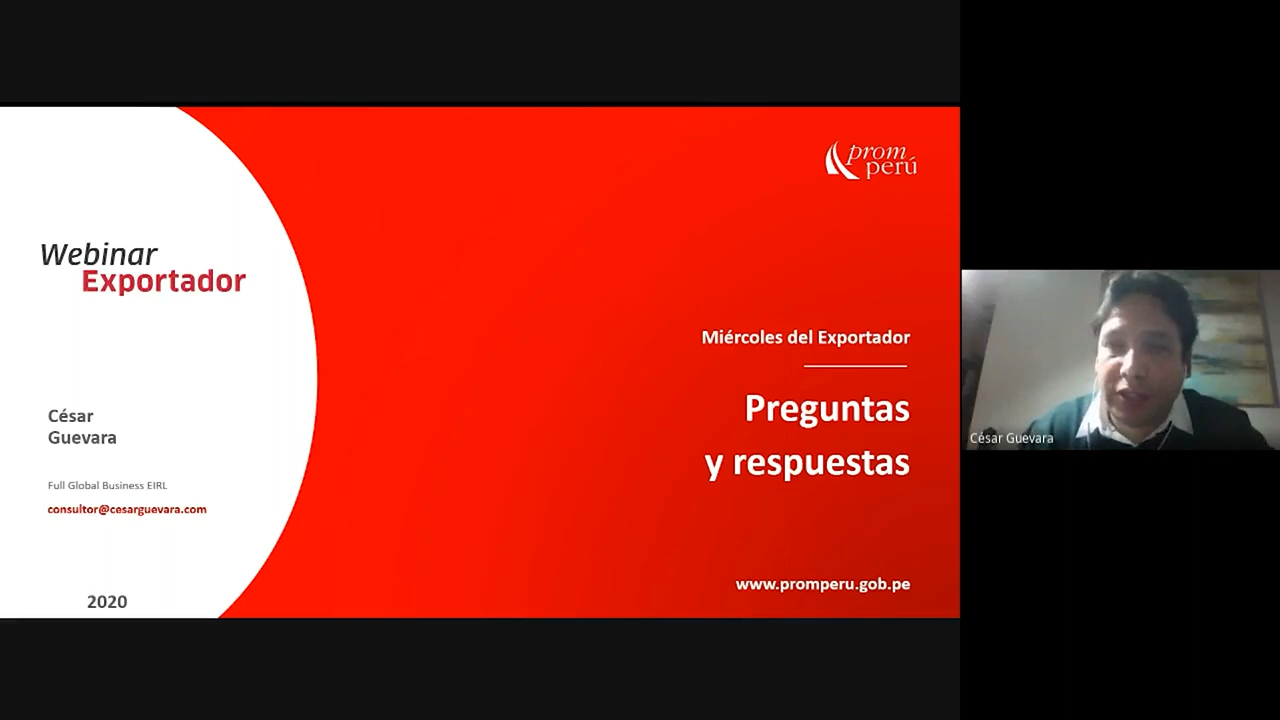 prom
perú
Webinar
Exportador
Miércoles del Exportador
Preguntas
y respuestas
César
Guevara
Full Global Business EIRL
consultor@cesarguevara.com
www.promperu.gob.pe
2020
César Guevara